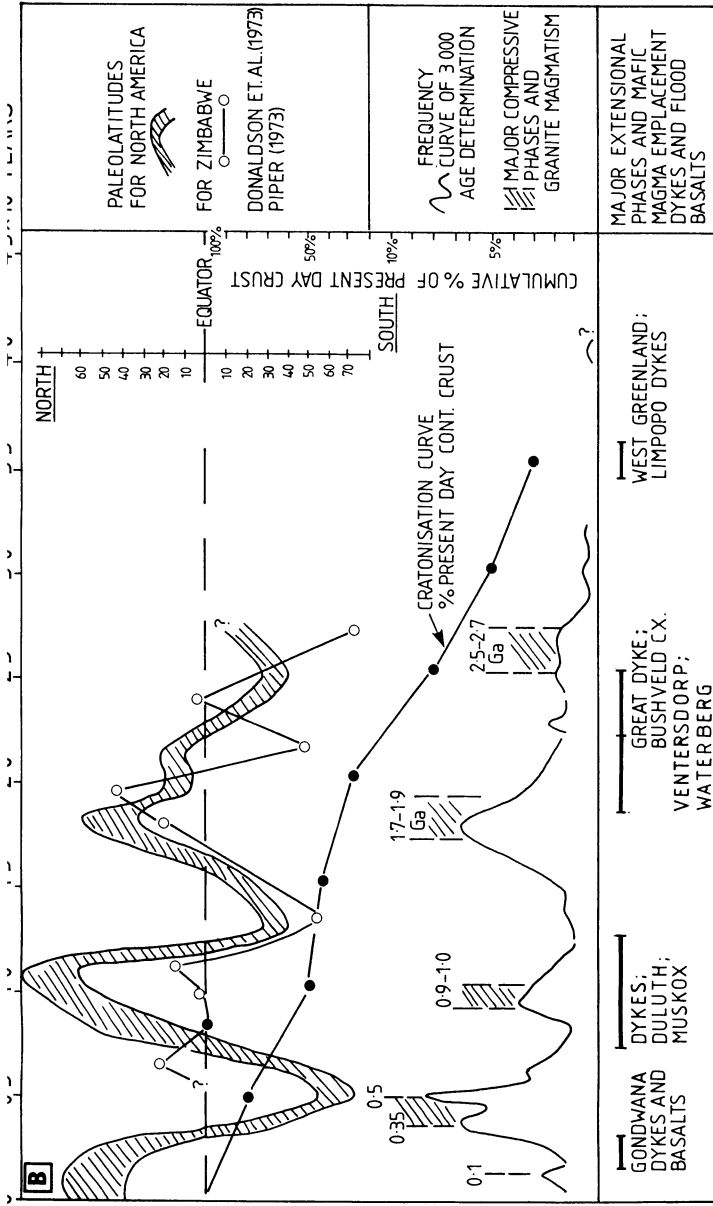 B
NORTH
60
40
30
20
10
EQUATOR
10
20
30
40
50
70
SOUTH
100%
50%
10%
5%
CUMULATIVE % OF PRESENT DAY CRUST
?
?
CRATONISATION CURVE
% PRESENT DAY CONT. CRUST
0·1
0·35
0·5
0·9–1·0
1·7–1·9
Ga
2·5–2·7
Ga
?
PALEOLATITUDES
FOR NORTH AMERICA
FOR ZIMBABWE
DONALDSON ET. AL.(1973)
PIPER (1973)
FREQUENCY
CURVE OF 3 000
AGE DETERMINATION
MAJOR COMPRESSIVE
PHASES AND
GRANITE MAGMATISM
GONDWANA
DYKES AND
BASALTS
DYKES;
DULUTH;
MUSKOX
GREAT DYKE;
BUSHVELD CX.
VENTERSDORP;
WATERBERG
WEST GREENLAND;
LIMPOPO DYKES
MAJOR EXTENSIONAL
PHASES AND MAFIC
MAGMA EMPLACEMENT
DYKES AND FLOOD
BASALTS